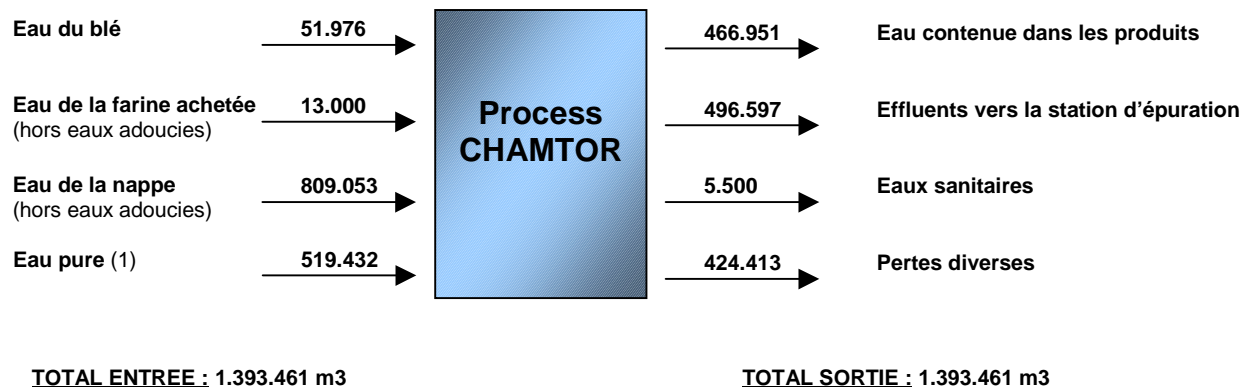 Eau du blé 51.976 466.951 Eau contenue dans les produits
Eau de la farine achetée 13.000 496.597 Effluents vers la station d'épuration
(hors eaux adoucies)
Process
CHAMTOR
Eau de la nappe 809.053 5.500 Eaux sanitaires
(hors eaux adoucies)
Eau pure (1) 519.432 424.413 Pertes diverses
TOTAL ENTREE : 1.393.461 m3 TOTAL SORTIE : 1.393.461 m3